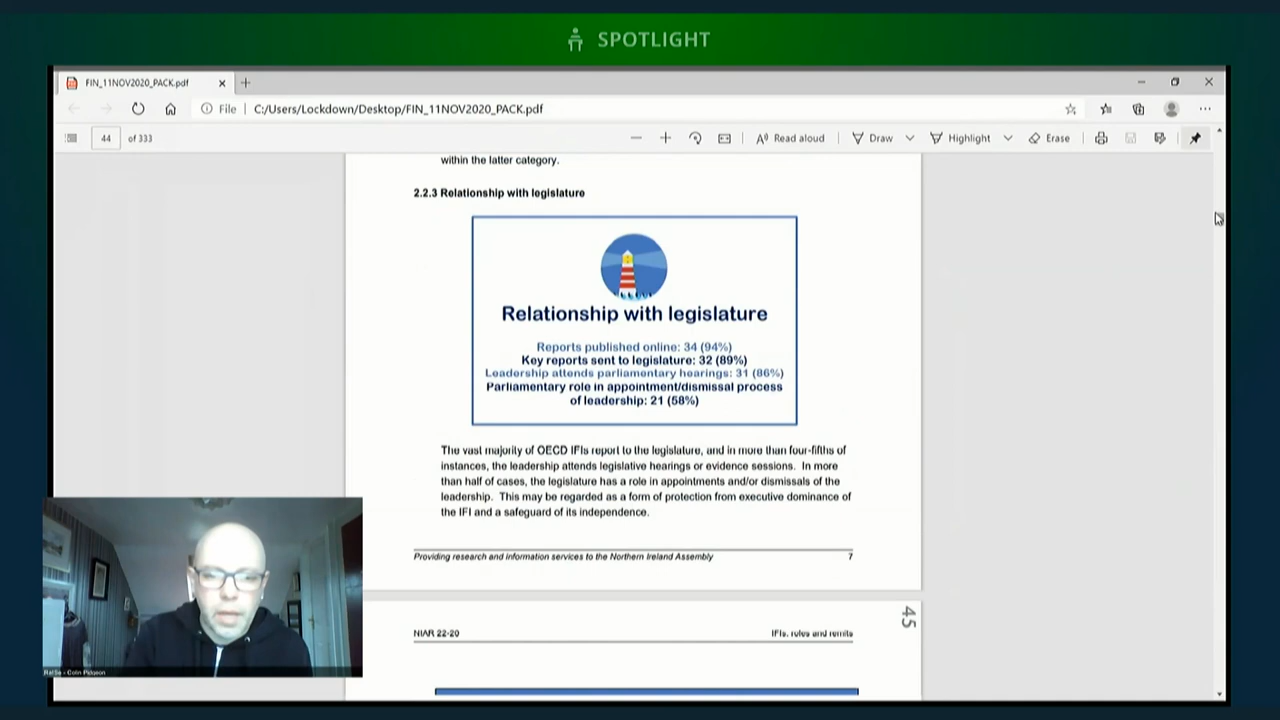 SPOTLIGHT
FIN_11NOV2020_PACK.pdf
File
C:/Users/Lockdown/Desktop/FIN_11NOV2020_PACK.pdf
44 of 333
Read aloud
Draw
Highlight
Erase
within the latter category.
2.2.3 Relationship with legislature
Relationship with legislature
Reports published online: 34 (94%)
Key reports sent to legislature: 32 (89%)
Leadership attends parliamentary hearings: 31 (86%)
Parliamentary role in appointment/dismissal process
of leadership: 21 (58%)
The vast majority of OECD IFIs report to the legislature, and in more than four-fifths of
instances, the leadership attends legislative hearings or evidence sessions. In more
than half of cases, the legislature has a role in appointments and/or dismissals of the
leadership. This may be regarded as a form of protection from executive dominance of
the IFI and a safeguard of its independence.
Providing research and information services to the Northern Ireland Assembly 7
45
NIAR 22-20 IFIs, roles and remits
RaISe - Colin Pidgeon